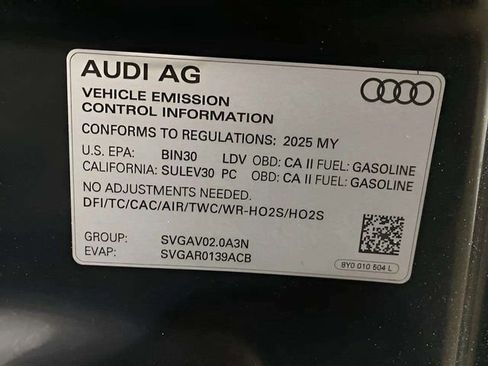 AUDI AG
VEHICLE EMISSION
CONTROL INFORMATION
CONFORMS TO REGULATIONS: 2025 MY
U.S. EPA: BIN30 LDV OBD: CA II FUEL: GASOLINE
CALIFORNIA: SULEV30 PC OBD: CA II FUEL: GASOLINE
NO ADJUSTMENTS NEEDED.
DFI/TC/CAC/AIR/TWC/WR-HO2S/HO2S
GROUP: SVGAV02.0A3N
EVAP: SVGAR0139ACB
8Y0 010 504 L